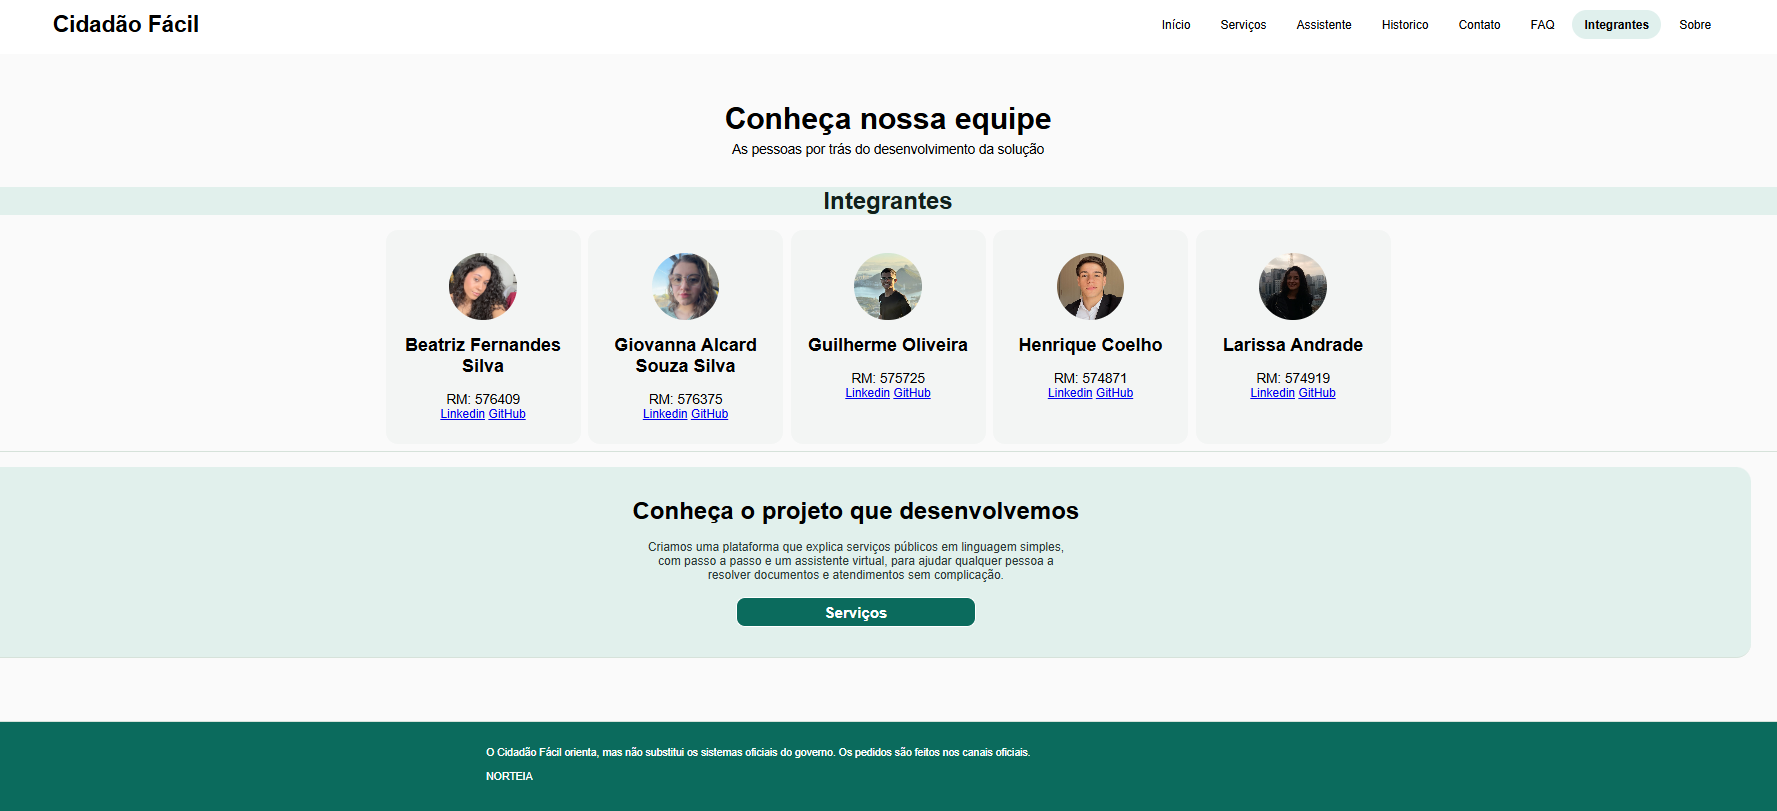 Cidadão Fácil
Início Serviços Assistente Historico Contato FAQ Integrantes Sobre
Conheça nossa equipe
As pessoas por trás do desenvolvimento da solução
Integrantes
Beatriz Fernandes
Silva
RM: 576409
Linkedin GitHub
Giovanna Alcard
Souza Silva
RM: 576375
Linkedin GitHub
Guilherme Oliveira
RM: 575725
Linkedin GitHub
Henrique Coelho
RM: 574871
Linkedin GitHub
Larissa Andrade
RM: 574919
Linkedin GitHub
Conheça o projeto que desenvolvemos
Criamos uma plataforma que explica serviços públicos em linguagem simples,
com passo a passo e um assistente virtual, para ajudar qualquer pessoa a
resolver documentos e atendimentos sem complicação.
Serviços
O Cidadão Fácil orienta, mas não substitui os sistemas oficiais do governo. Os pedidos são feitos nos canais oficiais.
NORTEIA